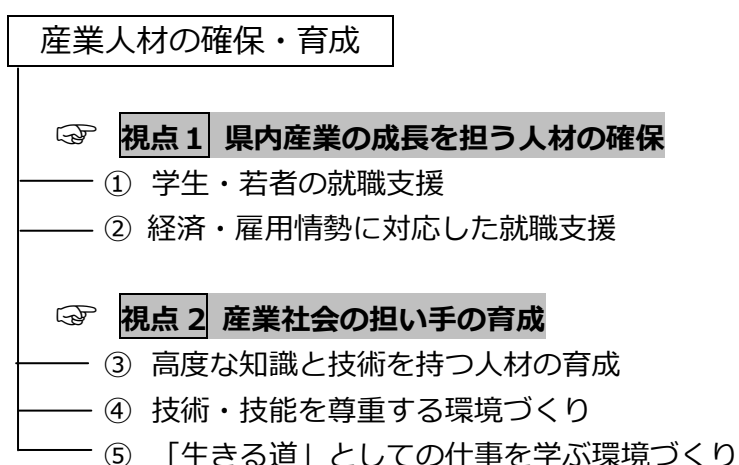 産業人材の確保・育成
☞ 視点１ 県内産業の成長を担う人材の確保
① 学生・若者の就職支援
② 経済・雇用情勢に対応した就職支援
☞ 視点２ 産業社会の担い手の育成
③ 高度な知識と技術を持つ人材の育成
④ 技術・技能を尊重する環境づくり
⑤ 「生きる道」としての仕事を学ぶ環境づくり